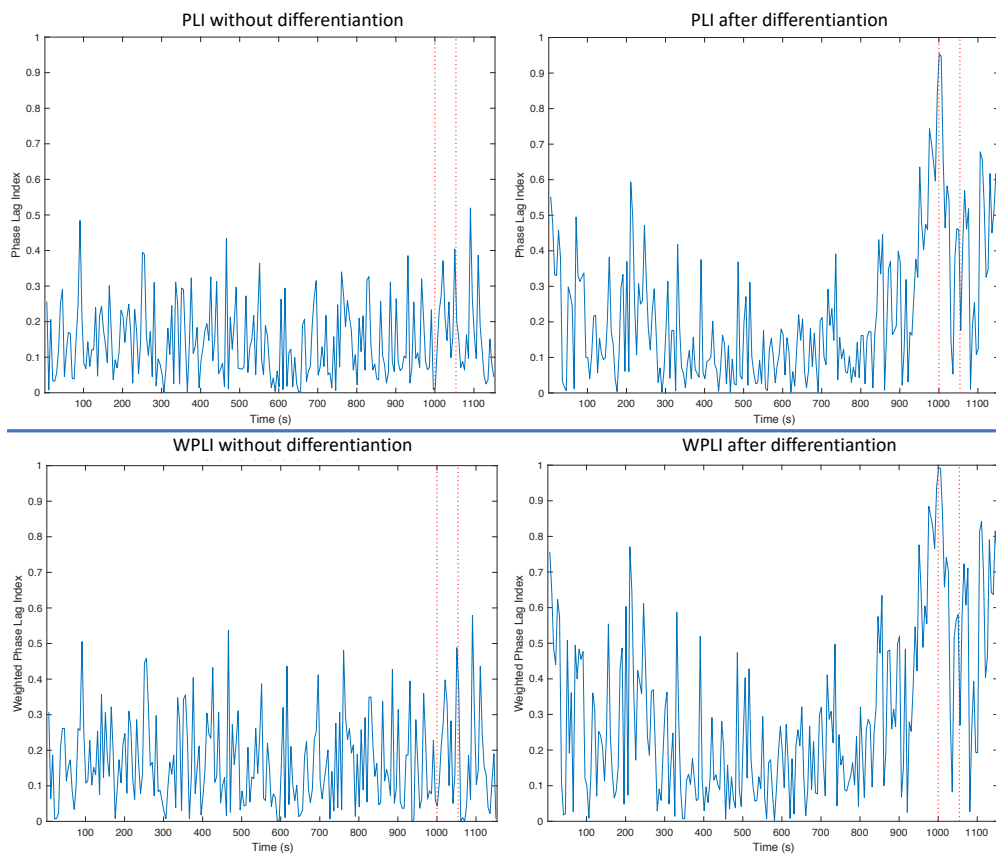 PLI without differentiantion
PLI after differentition
1
0.9
0.8
0.7
0.6
0.5
0.4
0.3
0.2
0.1
0
Phase Lag Index
100 200 300 400 500 600 700 800 900 1000 1100
Time (s)
1
0.9
0.8
0.7
0.6
0.5
0.4
0.3
0.2
0.1
0
Phase Lag Index
100 200 300 400 500 600 700 800 900 1000 1100
Time (s)
WPLI without differentiantion
WPLI after differentition
1
0.9
0.8
0.7
0.6
0.5
0.4
0.3
0.2
0.1
0
Weighted Phase Lag Index
100 200 300 400 500 600 700 800 900 1000 1100
Time (s)
1
0.9
0.8
0.7
0.6
0.5
0.4
0.3
0.2
0.1
0
Weighted Phase Lag Index
100 200 300 400 500 600 700 800 900 1000 1100
Time (s)